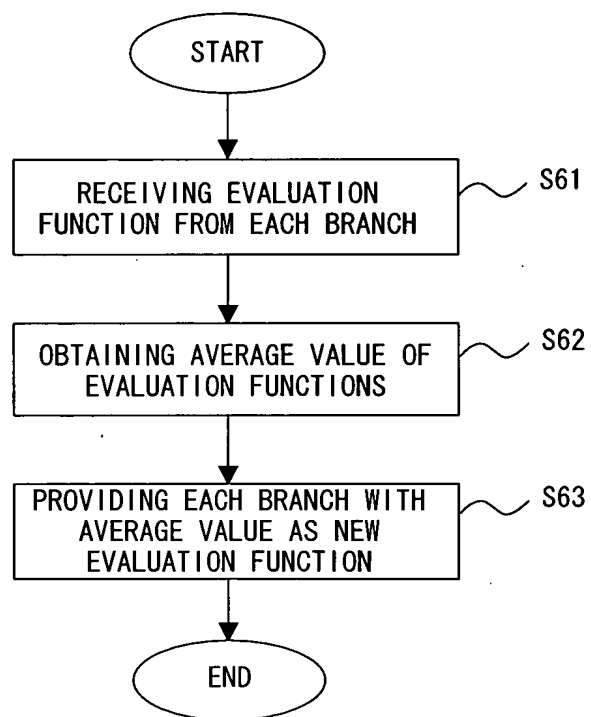 START
RECEIVING EVALUATION
FUNCTION FROM EACH BRANCH
S61
OBTAINING AVERAGE VALUE OF
EVALUATION FUNCTIONS
S62
PROVIDING EACH BRANCH WITH
AVERAGE VALUE AS NEW
EVALUATION FUNCTION
S63
END